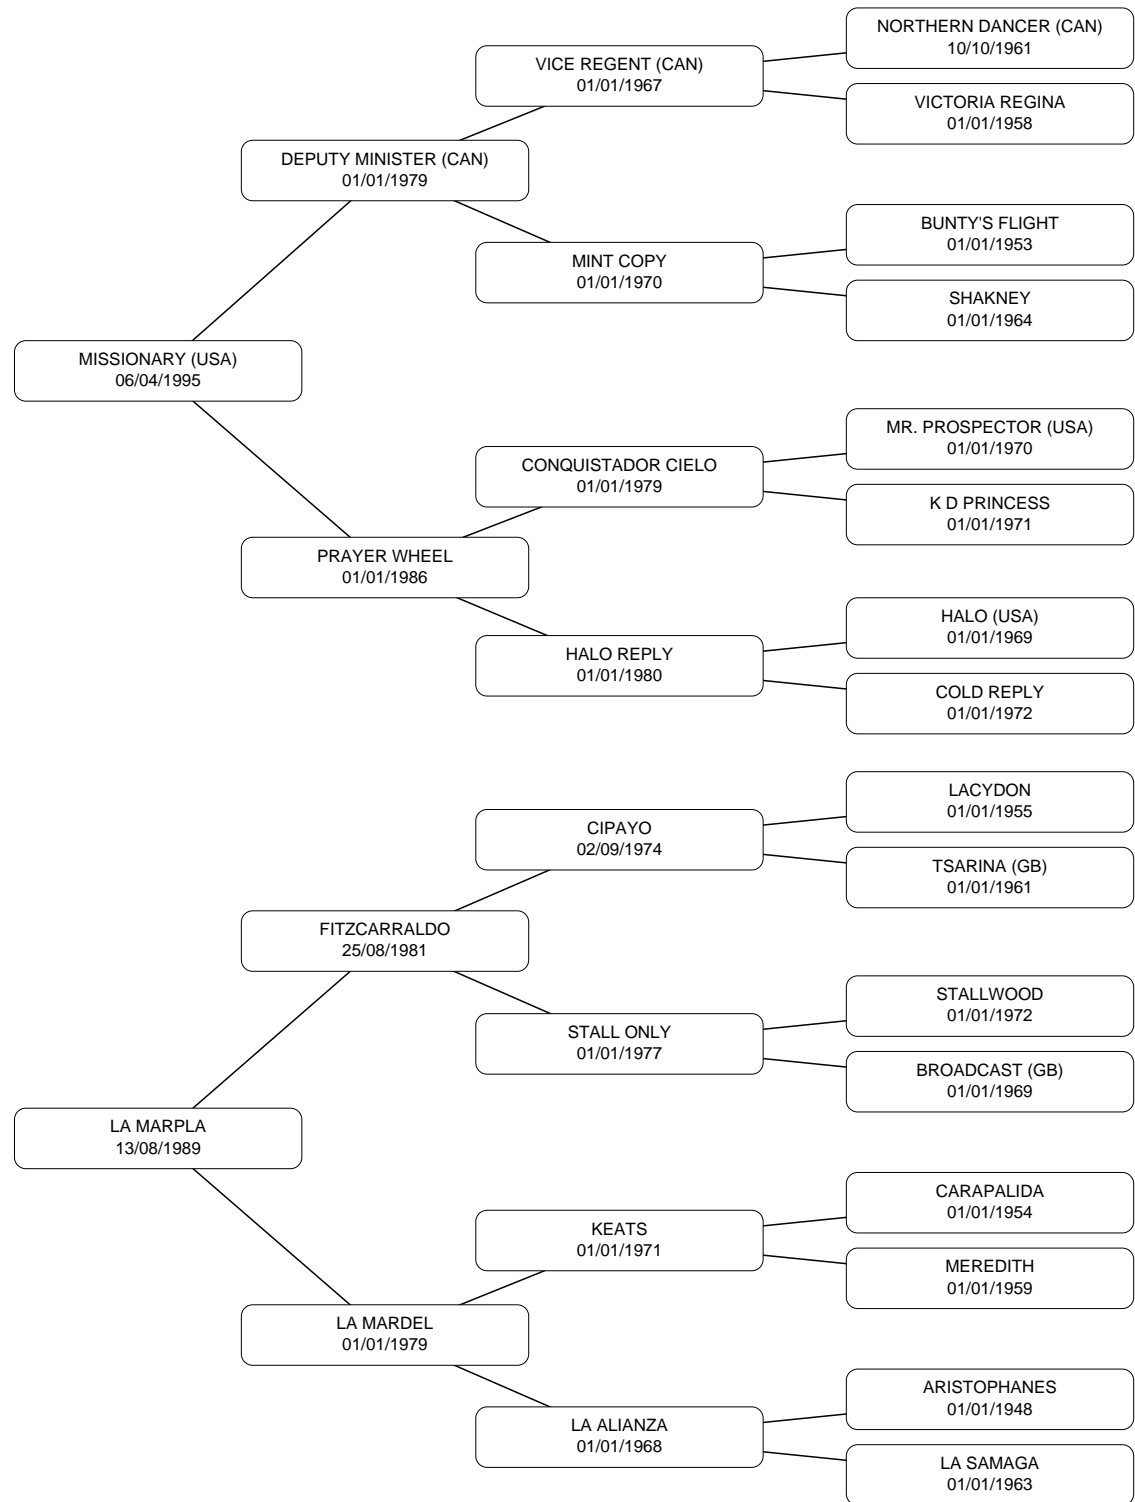 NORTHERN DANCER (CAN)
10/10/1961
VICE REGENT (CAN)
01/01/1967
VICTORIA REGINA
01/01/1958
DEPUTY MINISTER (CAN)
01/01/1979
BUNTY'S FLIGHT
01/01/1953
MINT COPY
01/01/1970
SHAKNEY
01/01/1964
MISSIONARY (USA)
06/04/1995
MR. PROSPECTOR (USA)
01/01/1970
CONQUISTADOR CIELO
01/01/1979
K D PRINCESS
01/01/1971
PRAYER WHEEL
01/01/1986
HALO (USA)
01/01/1969
HALO REPLY
01/01/1980
COLD REPLY
01/01/1972
LACYDON
01/01/1955
CIPAYO
02/09/1974
TSARINA (GB)
01/01/1961
FITZCARRALDO
25/08/1981
STALLWOOD
01/01/1972
STALL ONLY
01/01/1977
BROADCAST (GB)
01/01/1969
LA MARPLA
13/08/1989
CARAPALIDA
01/01/1954
KEATS
01/01/1971
MEREDITH
01/01/1959
LA MARDEL
01/01/1979
ARISTOPHANES
01/01/1948
LA ALIANZA
01/01/1968
LA SAMAGA
01/01/1963